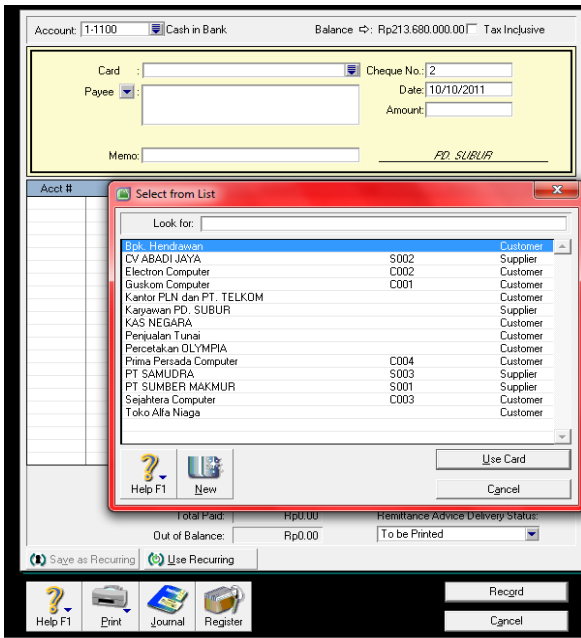 Account: 1-1100 Cash in Bank Balance ⇨: Rp213.680.000.00 Tax Inclusive
Card : Cheque No.: 2
Payee : Date: 10/10/2011
Amount:
Memo: PD. SUBUR
Acct #
Select from List
Look for:
Bpk. Hendrawan Customer
CV ABADI JAYA S002 Supplier
Electron Computer C002 Customer
Guskom Computer C001 Customer
Kantor PLN dan PT. TELKOM Customer
Karyawan PD. SUBUR Supplier
KAS NEGARA Customer
Penjualan Tunai Customer
Percetakan OLYMPIA Customer
Prima Persada Computer C004 Customer
PT SAMUDRA S003 Supplier
PT SUMBER MAKMUR S001 Supplier
Sejahtera Computer C003 Customer
Toko Alfa Niaga Customer
Help F1 New Use Card
Cancel
Total Paid: Rp0.00 Remittance Advice Delivery Status:
Out of Balance: Rp0.00 To be Printed
Save as Recurring Use Recurring
Help F1 Print Journal Register Record
Cancel